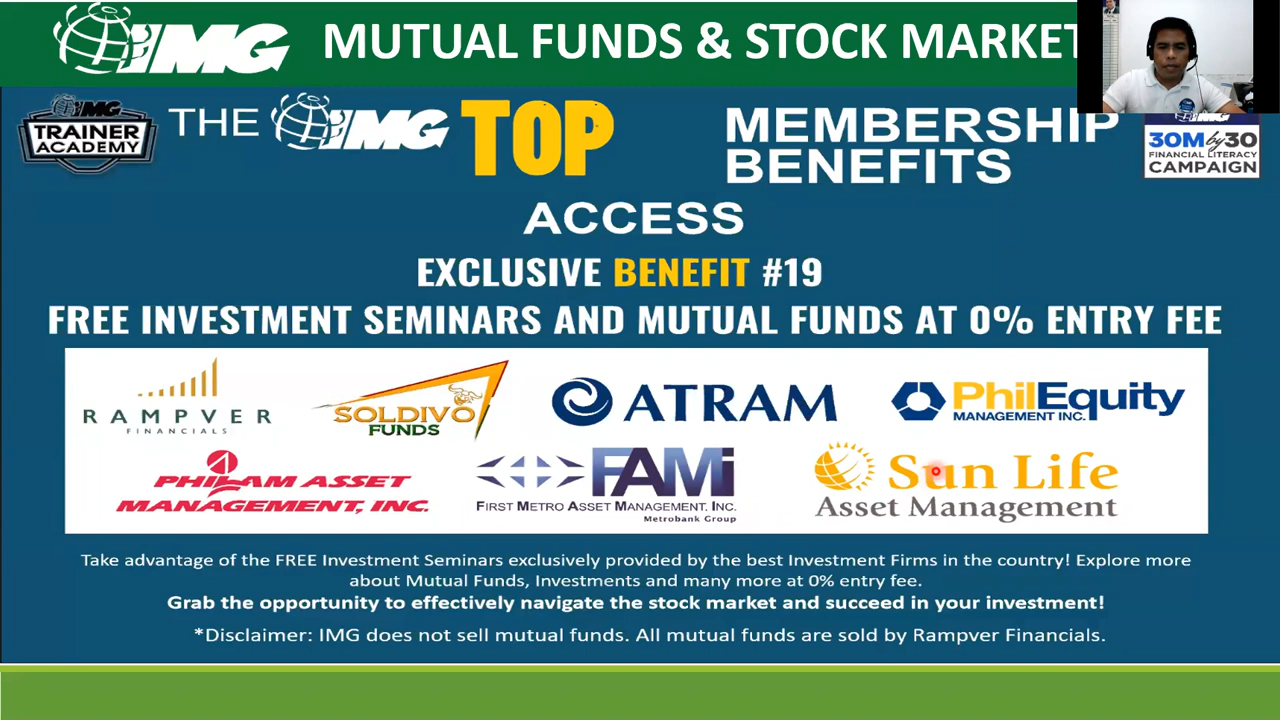 IMG MUTUAL FUNDS & STOCK MARKET
IMG
TRAINER
ACADEMY
THE IMG TOP
MEMBERSHIP
BENEFITS
IMG
30M by 30
FINANCIAL LITERACY
CAMPAIGN
ACCESS
EXCLUSIVE BENEFIT #19
FREE INVESTMENT SEMINARS AND MUTUAL FUNDS AT 0% ENTRY FEE
RAMPVER
FINANCIALS
SOLDIVO
FUNDS
ATRAM
PhilEquity
MANAGEMENT INC.
PHILAM ASSET
MANAGEMENT, INC.
FAMi
FIRST METRO ASSET MANAGEMENT, INC.
Metrobank Group
Sun Life
Asset Management
Take advantage of the FREE Investment Seminars exclusively provided by the best Investment Firms in the country! Explore more
about Mutual Funds, Investments and many more at 0% entry fee.
Grab the opportunity to effectively navigate the stock market and succeed in your investment!
*Disclaimer: IMG does not sell mutual funds. All mutual funds are sold by Rampver Financials.